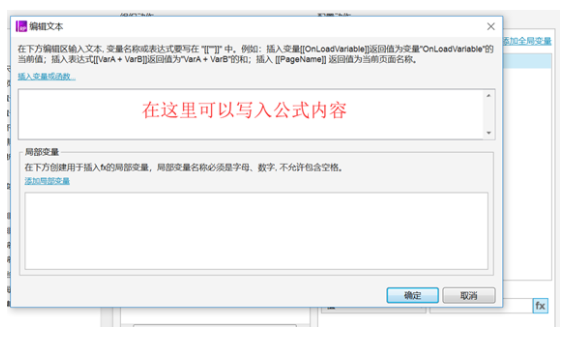 编辑文本
在下方编辑区输入文本, 变量名称或表达式要写在 "[[""]]" 中。例如：插入变量[[OnLoadVariable]]返回值为变量"OnLoadVariable"的
当前值；插入表达式[[VarA + VarB]]返回值为"VarA + VarB"的和；插入 [[PageName]] 返回值为当前页面名称。
添加全局变量
插入变量或函数...
在这里可以写入公式内容
局部变量
在下方创建用于插入fx的局部变量，局部变量名称必须是字母、数字, 不允许包含空格。
添加局部变量
确定 取消
fx